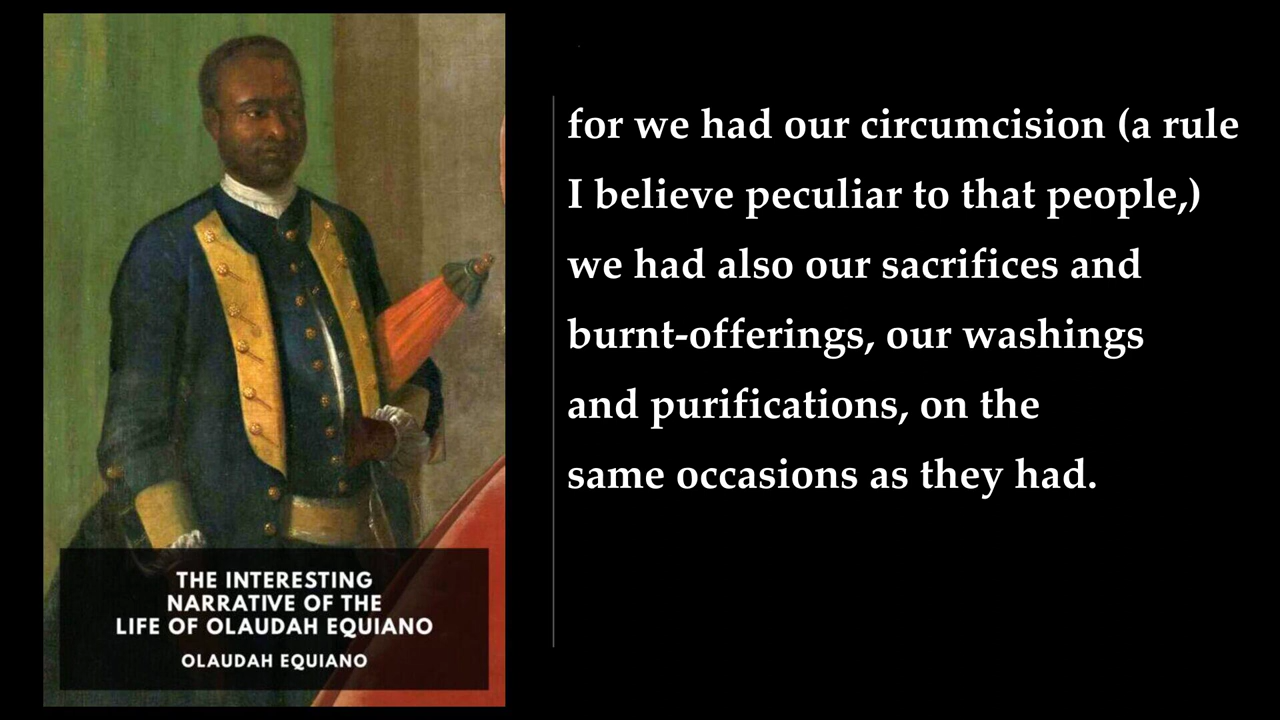 for we had our circumcision (a rule
I believe peculiar to that people,)
we had also our sacrifices and
burnt-offerings, our washings
and purifications, on the
same occasions as they had.
THE INTERESTING
NARRATIVE OF THE
LIFE OF OLAUDAH EQUIANO
OLAUDAH EQUIANO